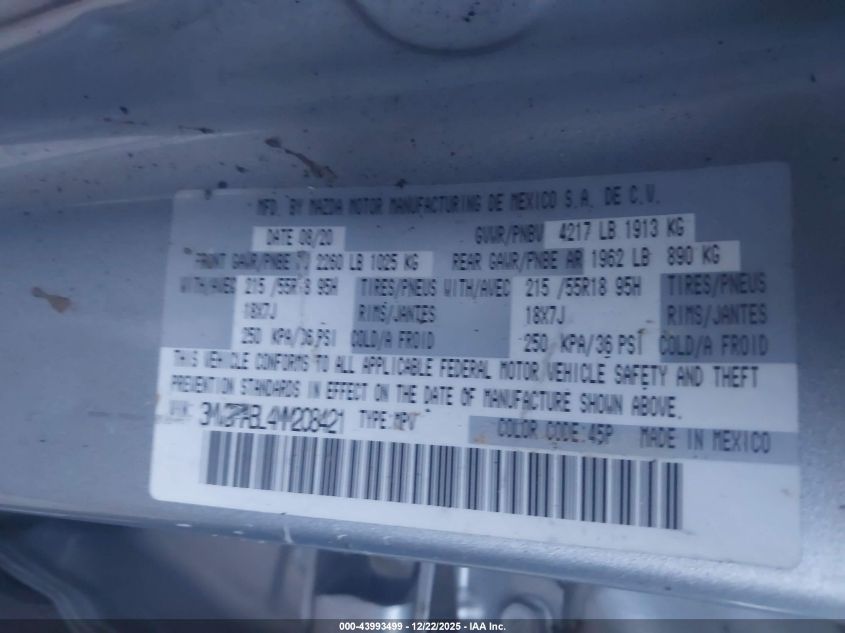 MFD. BY MAZDA MOTOR MANUFACTURING DE MEXICO S.A. DE C.V.
DATE 08/20 GVWR/PNBV 4217 LB 1913 KG
FRONT GAWR/PNBE AV 2260 LB 1025 KG REAR GAWR/PNBE AR 1962 LB 890 KG
WITH/AVEC 215 /55R18 95H TIRES/PNEUS WITH/AVEC 215 /55R18 95H TIRES/PNEUS
18X7J RIMS/JANTES 18X7J RIMS/JANTES
250 KPA/36 PSI COLD/A FROID 250 KPA/36 PSI COLD/A FROID
THIS VEHICLE CONFORMS TO ALL APPLICABLE FEDERAL MOTOR VEHICLE SAFETY AND THEFT
PREVENTION STANDARDS IN EFFECT ON THE DATE OF MANUFACTURE SHOWN ABOVE.
VIN: 3MVDMABL4MM208421 TYPE:MPV COLOR CODE:45P MADE IN MEXICO
000-43993499 - 12/22/2025 - IAA Inc.